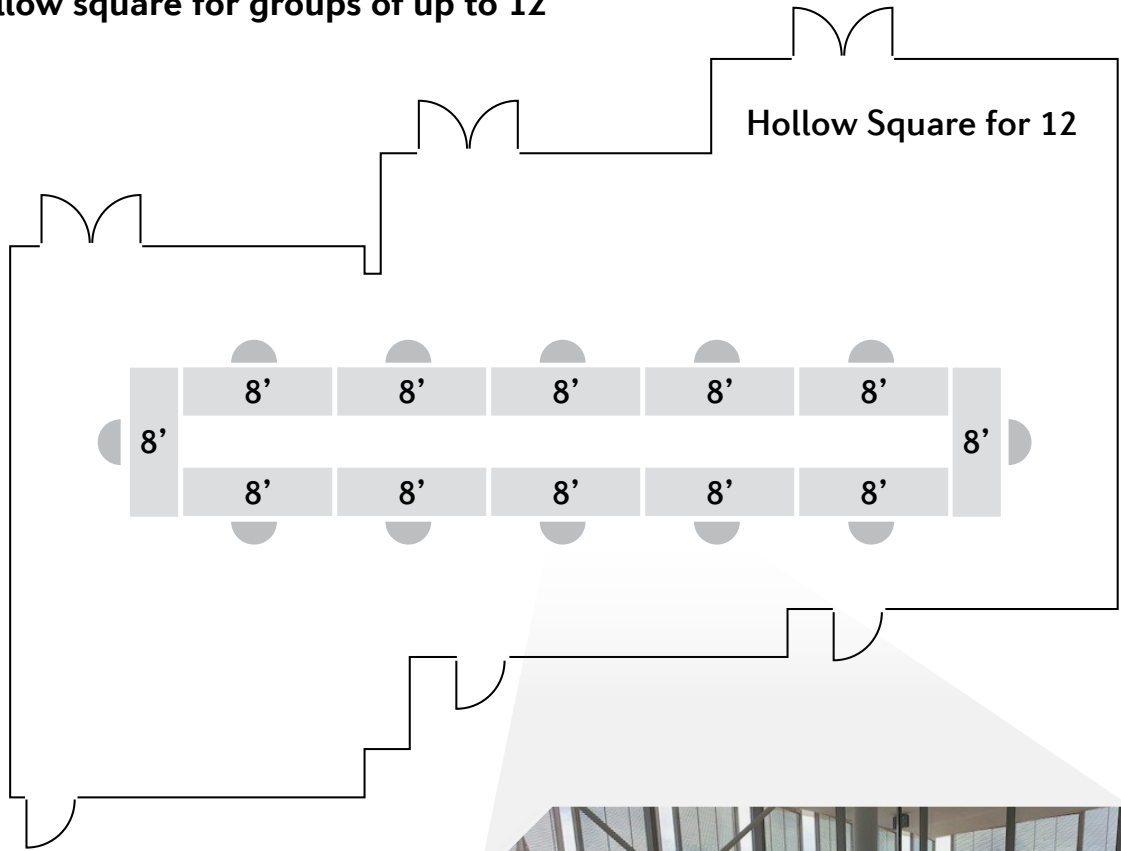 square for groups of up to 12
Hollow Square for 12
8’ 8’ 8’ 8’ 8’
8’ 8’
8’ 8’ 8’ 8’ 8’